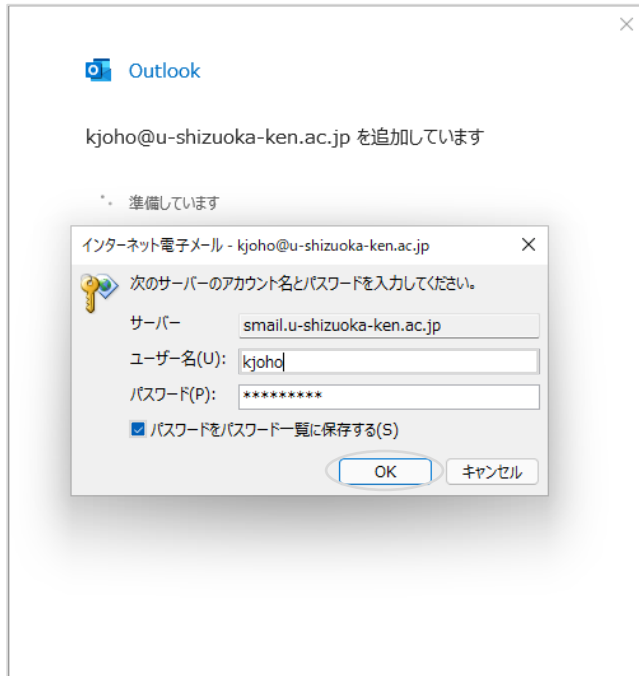 Outlook
kjoho@u-shizuoka-ken.ac.jp を追加しています
準備しています
インターネット電子メール - kjoho@u-shizuoka-ken.ac.jp
次のサーバーのアカウント名とパスワードを入力してください。
サーバー smail.u-shizuoka-ken.ac.jp
ユーザー名(U): kjoho
パスワード(P): *********
パスワードをパスワード一覧に保存する(S)
OK キャンセル